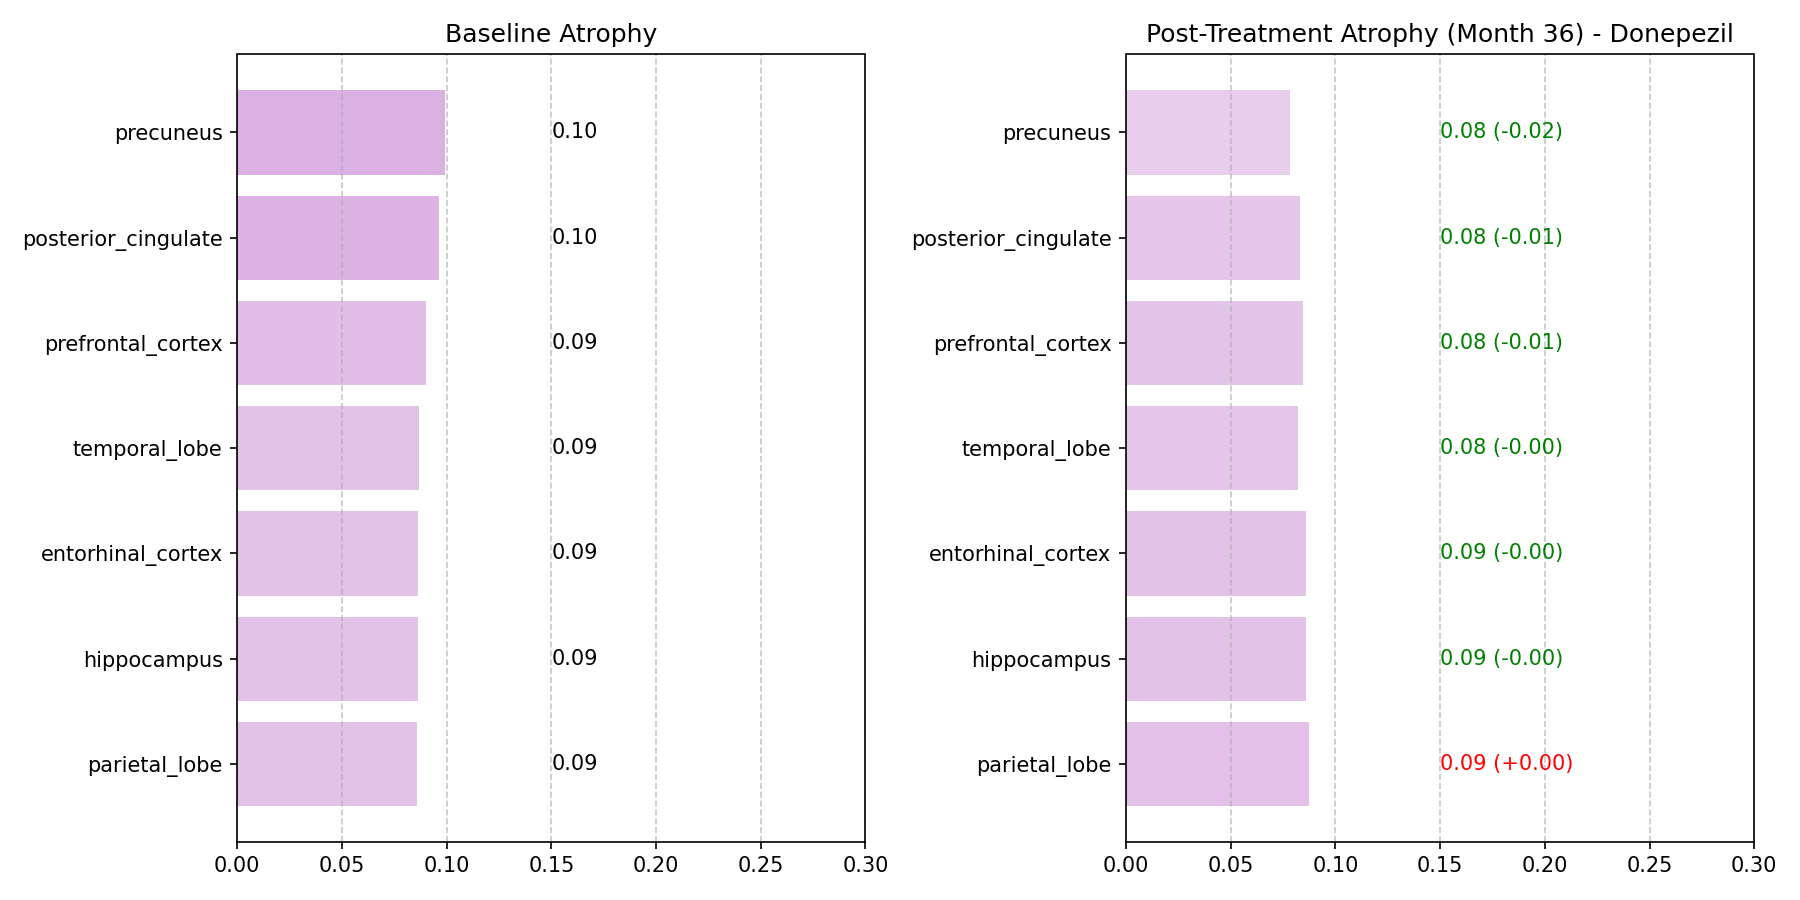 Baseline Atrophy
precuneus 0.10
posterior_cingulate 0.10
prefrontal_cortex 0.09
temporal_lobe 0.09
entorhinal_cortex 0.09
hippocampus 0.09
parietal_lobe 0.09
0.00 0.05 0.10 0.15 0.20 0.25 0.30
Post-Treatment Atrophy (Month 36) - Donepezil
precuneus 0.08 (-0.02)
posterior_cingulate 0.08 (-0.01)
prefrontal_cortex 0.08 (-0.01)
temporal_lobe 0.08 (-0.00)
entorhinal_cortex 0.09 (-0.00)
hippocampus 0.09 (-0.00)
parietal_lobe 0.09 (+0.00)
0.00 0.05 0.10 0.15 0.20 0.25 0.30